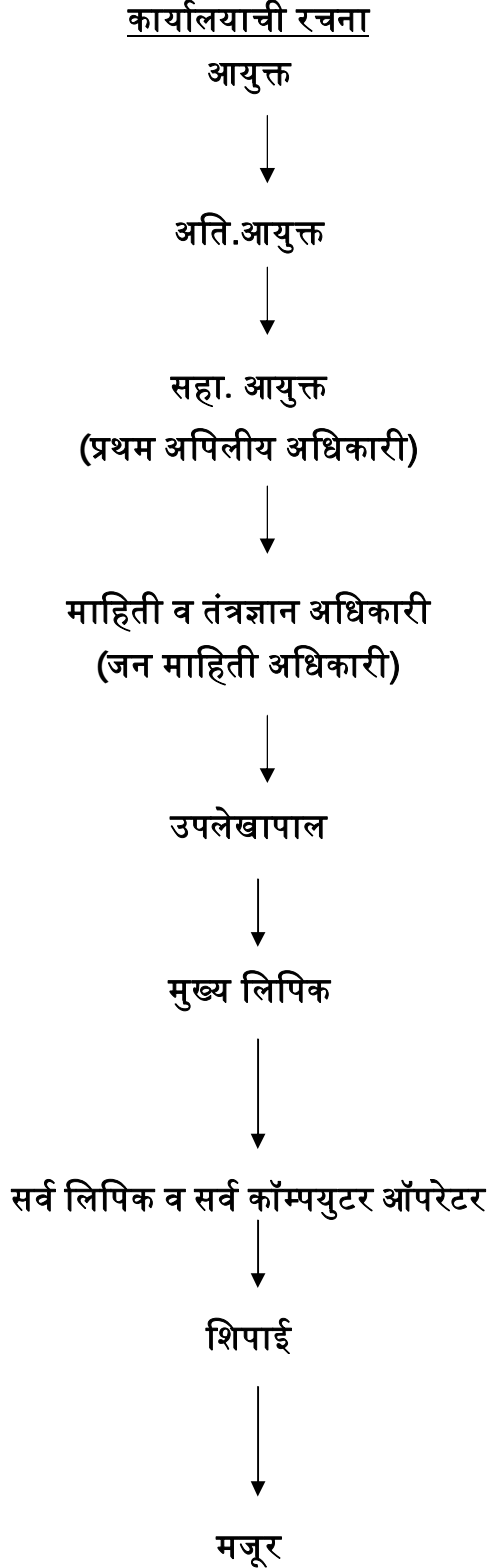 कार्यालयाची रचना
आयुक्त
अति.आयुक्त
सहा. आयुक्त
(प्रथम अपिलीय अधिकारी)
माहिती व तंत्रज्ञान अधिकारी
(जन माहिती अधिकारी)
उपलेखापाल
मुख्य लिपिक
सर्व लिपिक व सर्व कॉम्पयुटर ऑपरेटर
शिपाई
मजूर